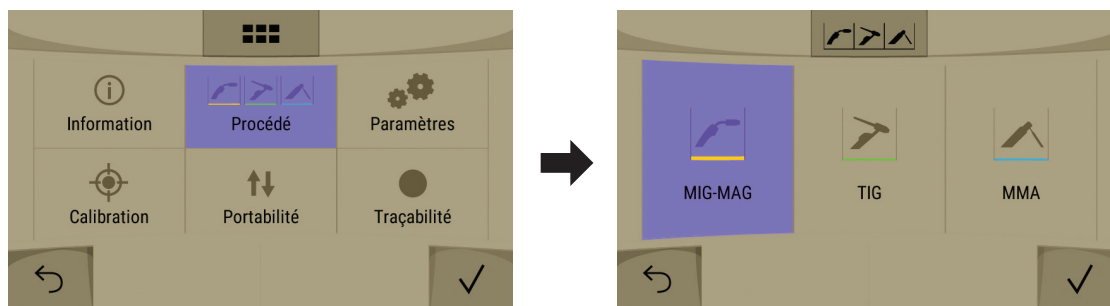 Information
Procédé
Paramètres
Calibration
Portabilité
Traçabilité
MIG-MAG
TIG
MMA